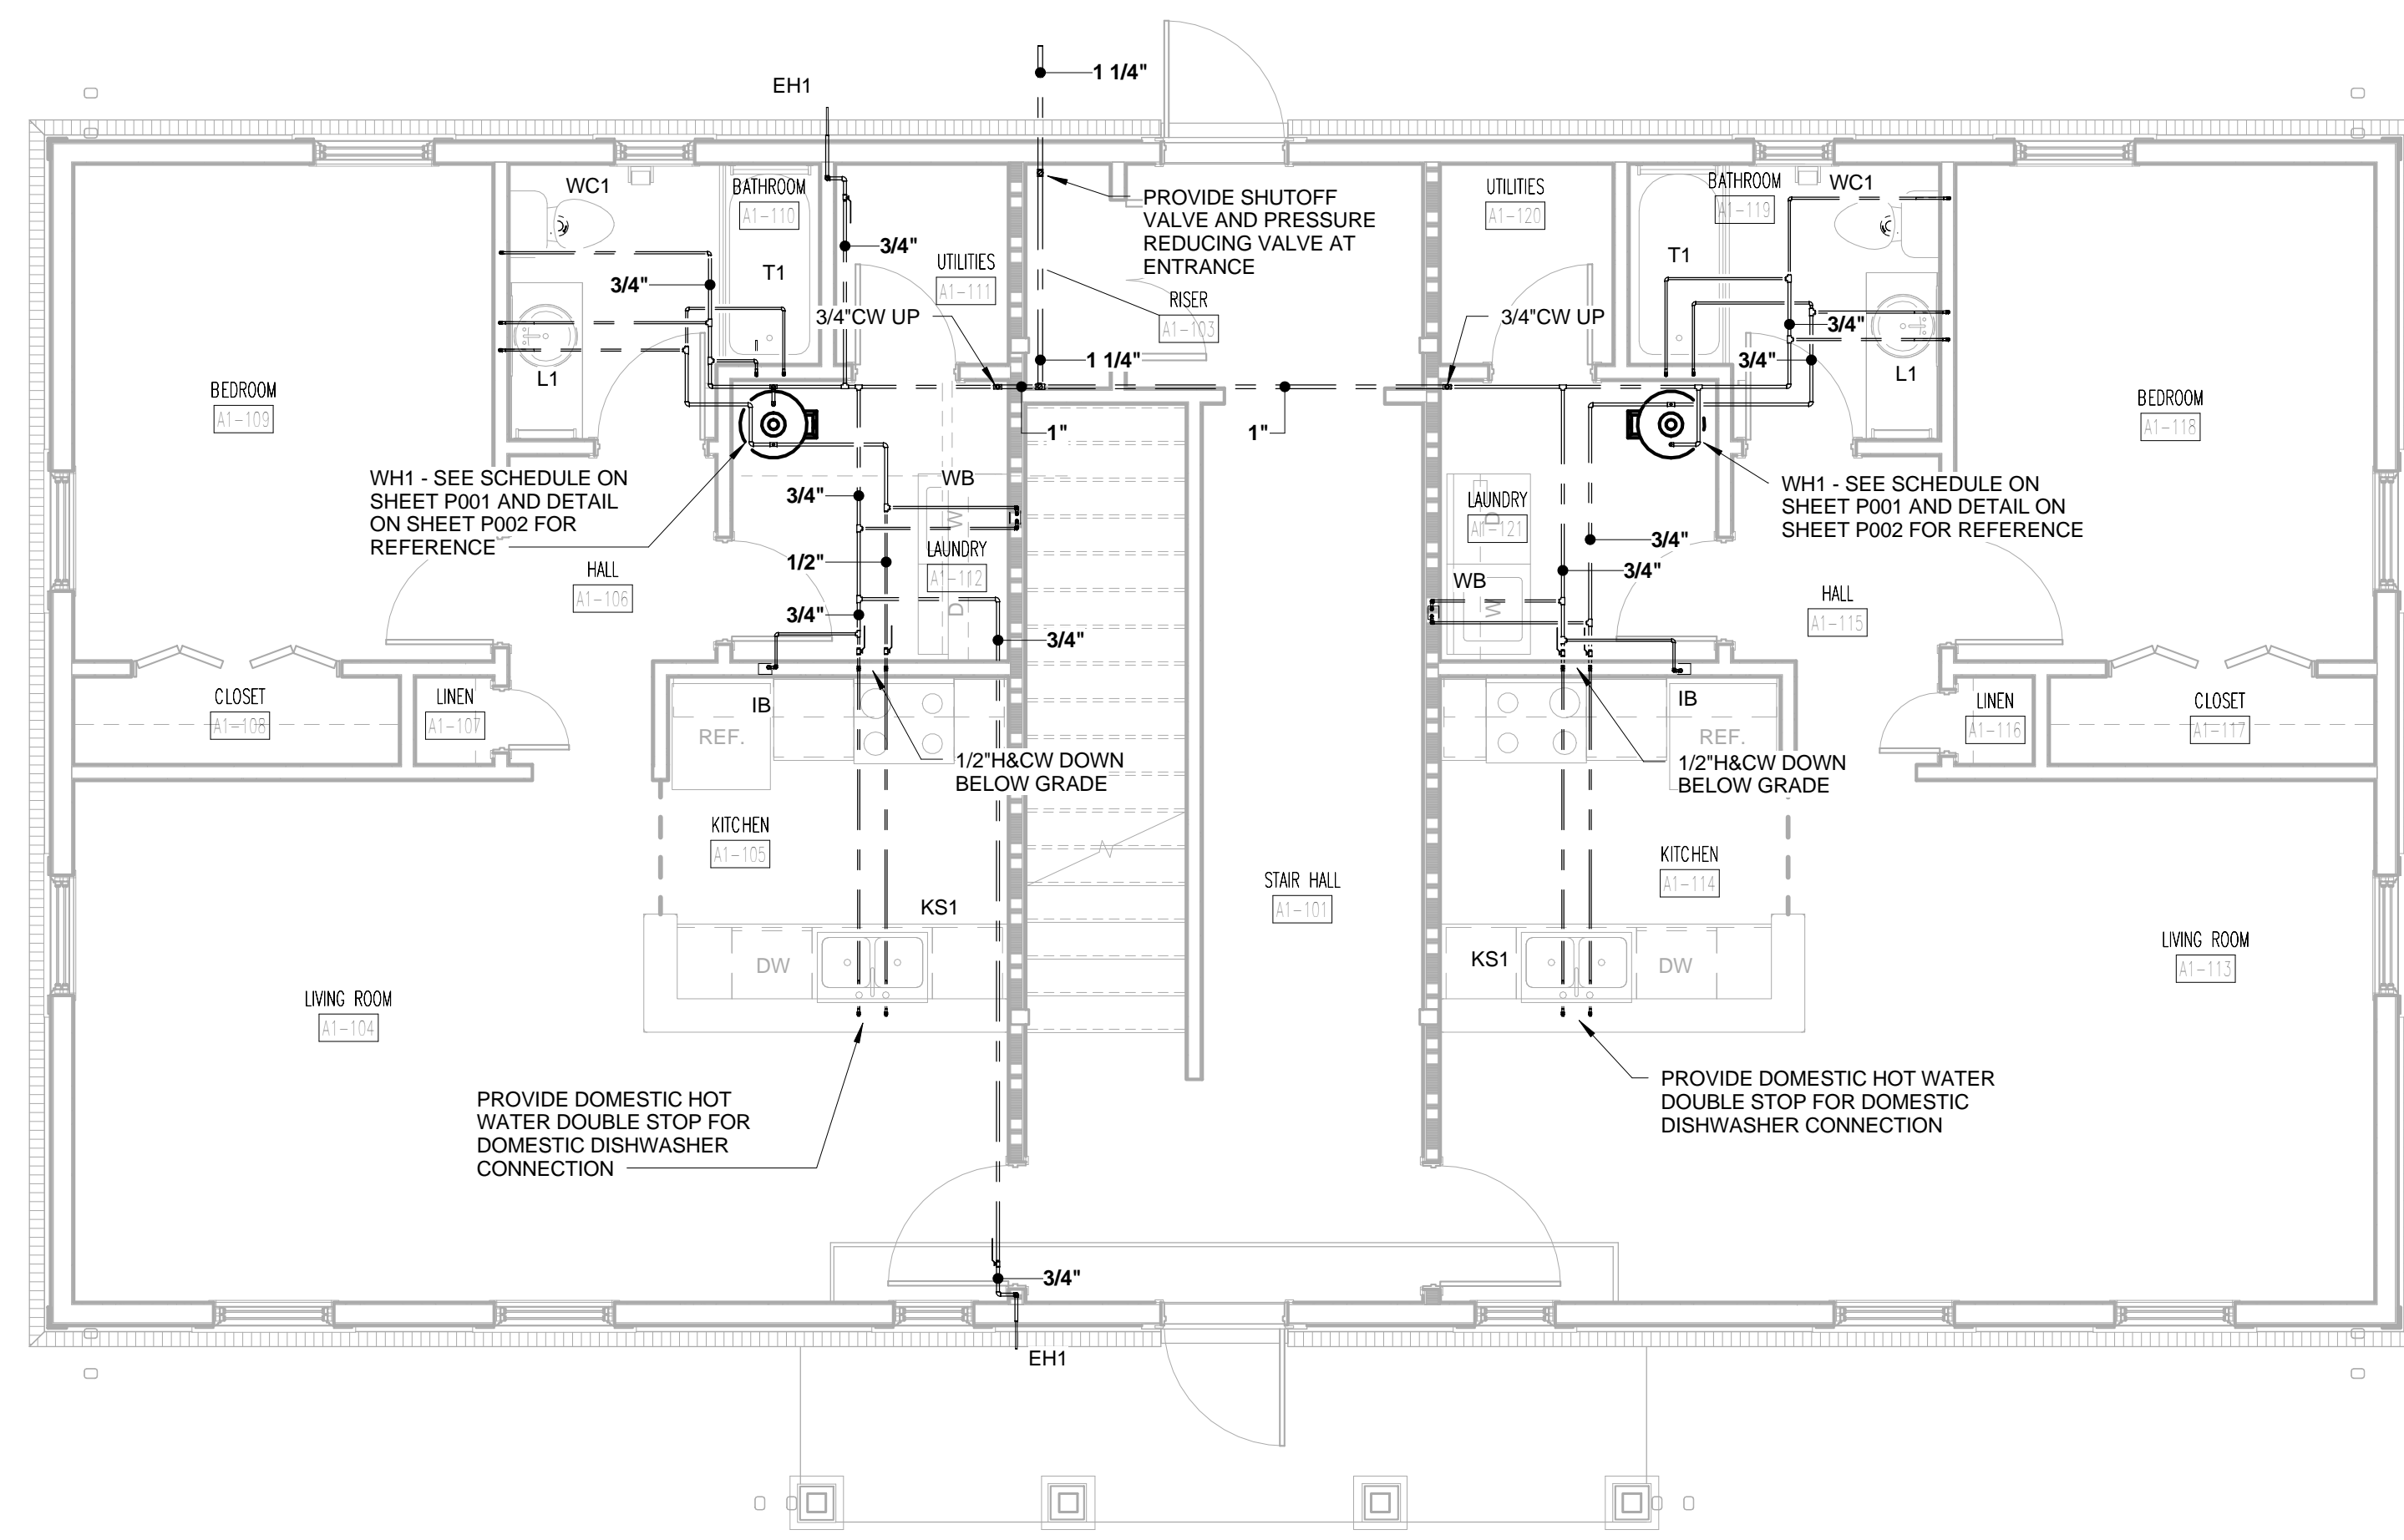 EH1
1 1/4"
WC1
BATHROOM
A1-110
T1
3/4"
3/4"
UTILITIES
A1-111
3/4"CW UP
L1
BEDROOM
A1-109
PROVIDE SHUTOFF
VALVE AND PRESSURE
REDUCING VALVE AT
ENTRANCE
RISER
A1-103
1 1/4"
1"
1"
UTILITIES
A1-120
3/4"CW UP
BATHROOM
A1-119
WC1
T1
3/4"
3/4"
L1
BEDROOM
A1-118
WH1 - SEE SCHEDULE ON
SHEET P001 AND DETAIL
ON SHEET P002 FOR
REFERENCE
WB
W
3/4"
1/2"
LAUNDRY
A1-112
D
3/4"
3/4"
HALL
A1-106
LAUNDRY
D
A1-121
WB
W
3/4"
3/4"
WH1 - SEE SCHEDULE ON
SHEET P001 AND DETAIL ON
SHEET P002 FOR REFERENCE
HALL
A1-115
CLOSET
A1-108
LINEN
A1-107
IB
REF.
1/2"H&CW DOWN
BELOW GRADE
IB
REF.
1/2"H&CW DOWN
BELOW GRADE
LINEN
A1-116
CLOSET
A1-117
KITCHEN
A1-105
KS1
DW
STAIR HALL
A1-101
KITCHEN
A1-114
KS1
DW
LIVING ROOM
A1-113
LIVING ROOM
A1-104
PROVIDE DOMESTIC HOT
WATER DOUBLE STOP FOR
DOMESTIC DISHWASHER
CONNECTION
PROVIDE DOMESTIC HOT WATER
DOUBLE STOP FOR DOMESTIC
DISHWASHER CONNECTION
3/4"
EH1